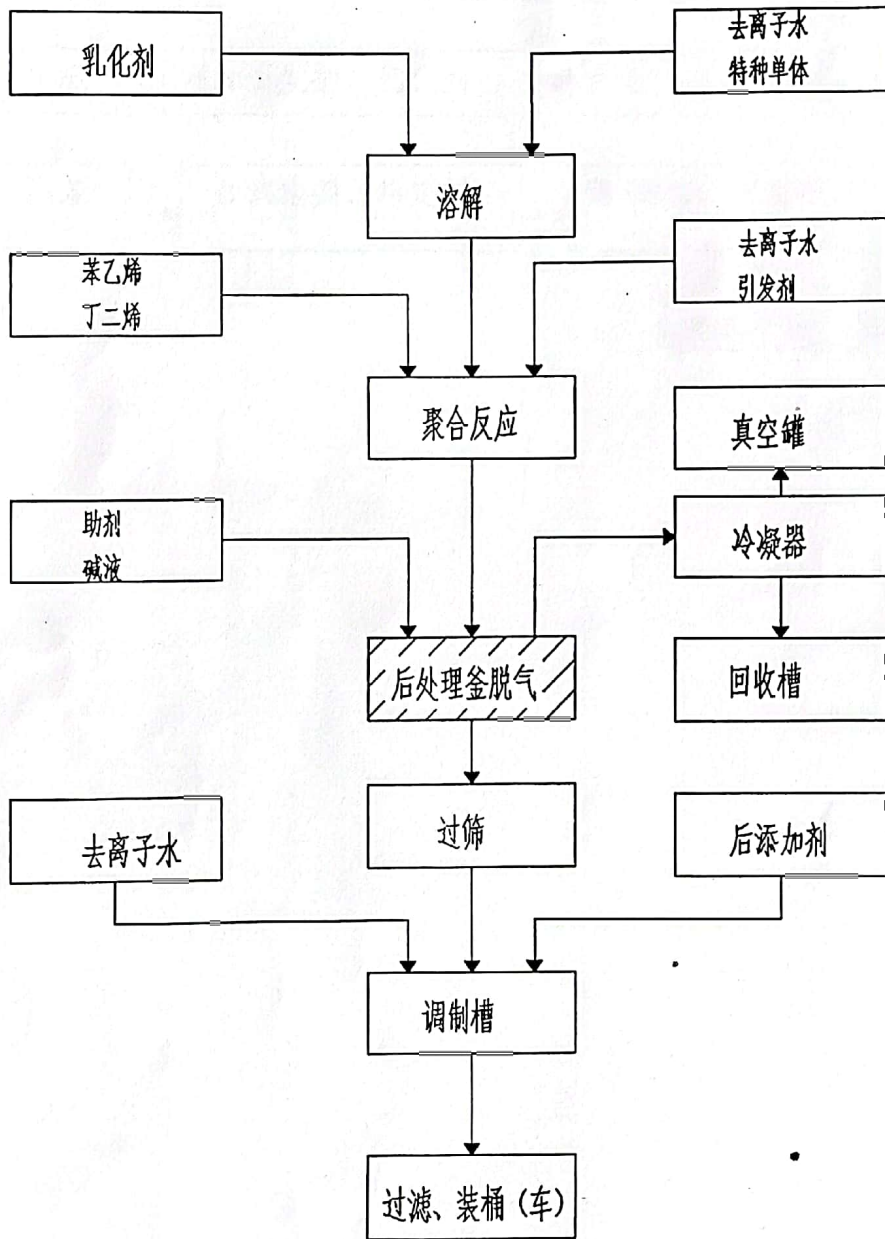 乳化剂
去离子水
特种单体
溶解
苯乙烯
丁二烯
去离子水
引发剂
聚合反应
真空罐
助剂
碱液
冷凝器
后处理釜脱气
回收槽
去离子水
过筛
后添加剂
调制槽
过滤、装桶(车)